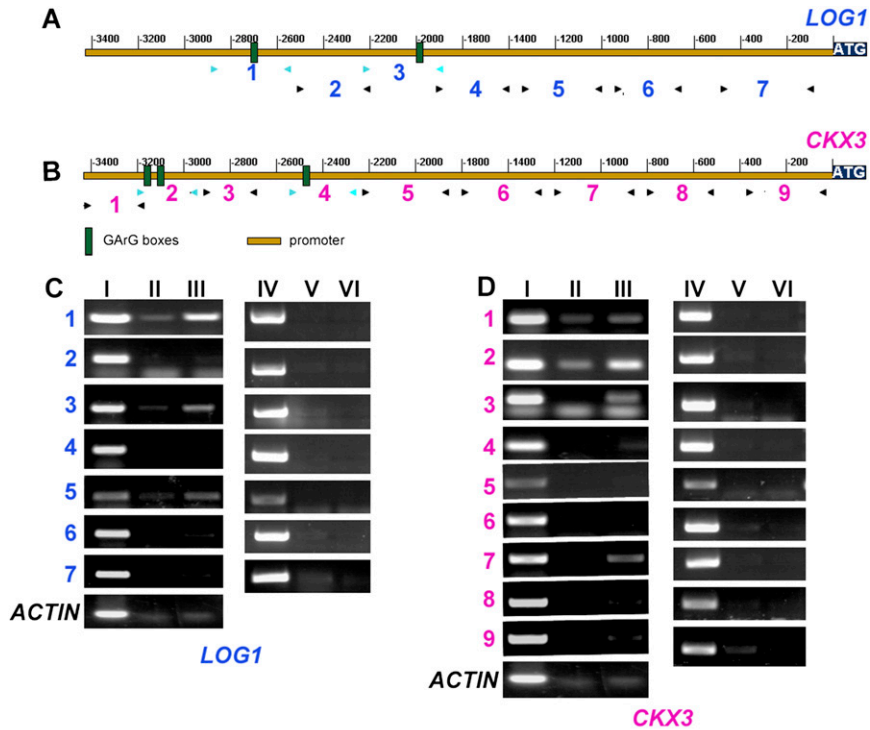 A
LOG1
-3400 -3200 -3000 -2800 -2600 -2400 -2200 -2000 -1800 -1600 -1400 -1200 -1000 -800 -600 -400 -200 ATG
1 3
2 4 5 6 7
CKX3
B
-3400 -3200 -3000 -2800 -2600 -2400 -2200 -2000 -1800 -1600 -1400 -1200 -1000 -800 -600 -400 -200 ATG
1 2 3 4 5 6 7 8 9
GArG boxes promoter
C I II III IV V VI
1
2
3
4
5
6
7
ACTIN
LOG1
D I II III IV V VI
1
2
3
4
5
6
7
8
9
ACTIN
CKX3